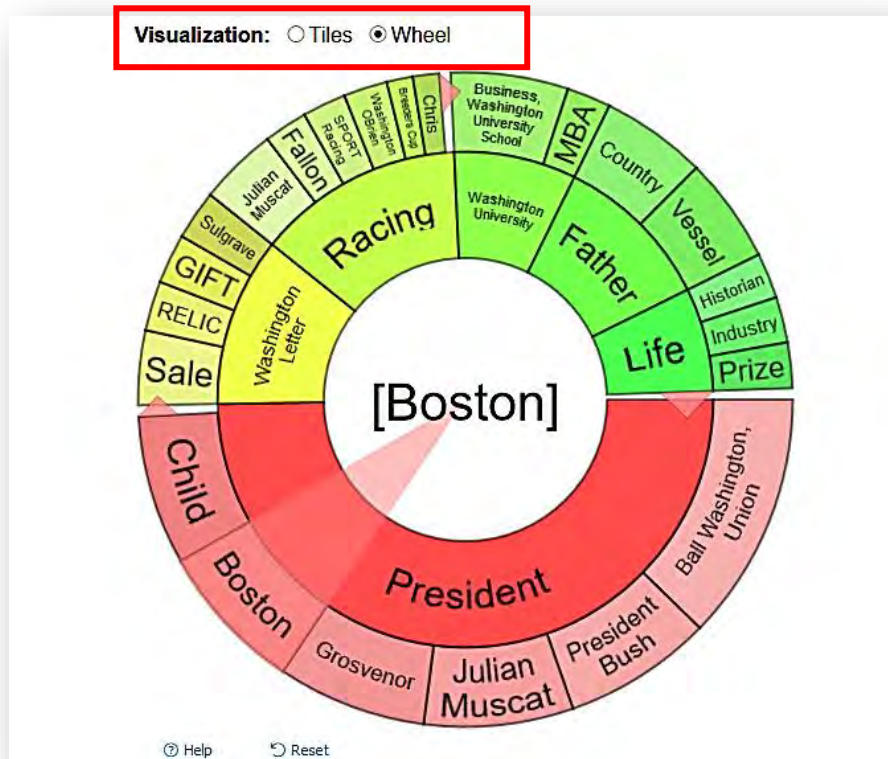 Visualization: Tiles Wheel
Business,
Washington
University
School
MBA
Country
Vessel
Historian
Industry
Prize
Chris
Breeders Cup
Washington
OBrien
SPORT
Racing
Fallon
Julian
Muscat
Sulgrave
GIFT
RELIC
Sale
Washington
University
Father
Life
Racing
Washington
Letter
[Boston]
President
Child
Boston
Grosvenor
Julian
Muscat
President
Bush
Ball Washington,
Union
Help Reset